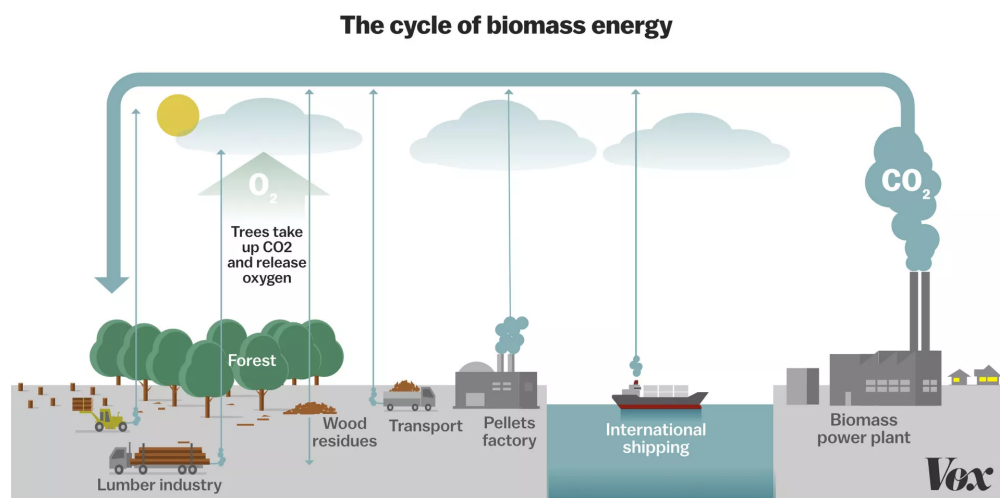 The cycle of biomass energy
O2
CO2
Trees take
up CO2
and release
oxygen
Forest
Wood
residues
Transport
Pellets
factory
International
shipping
Biomass
power plant
Lumber industry
Vox